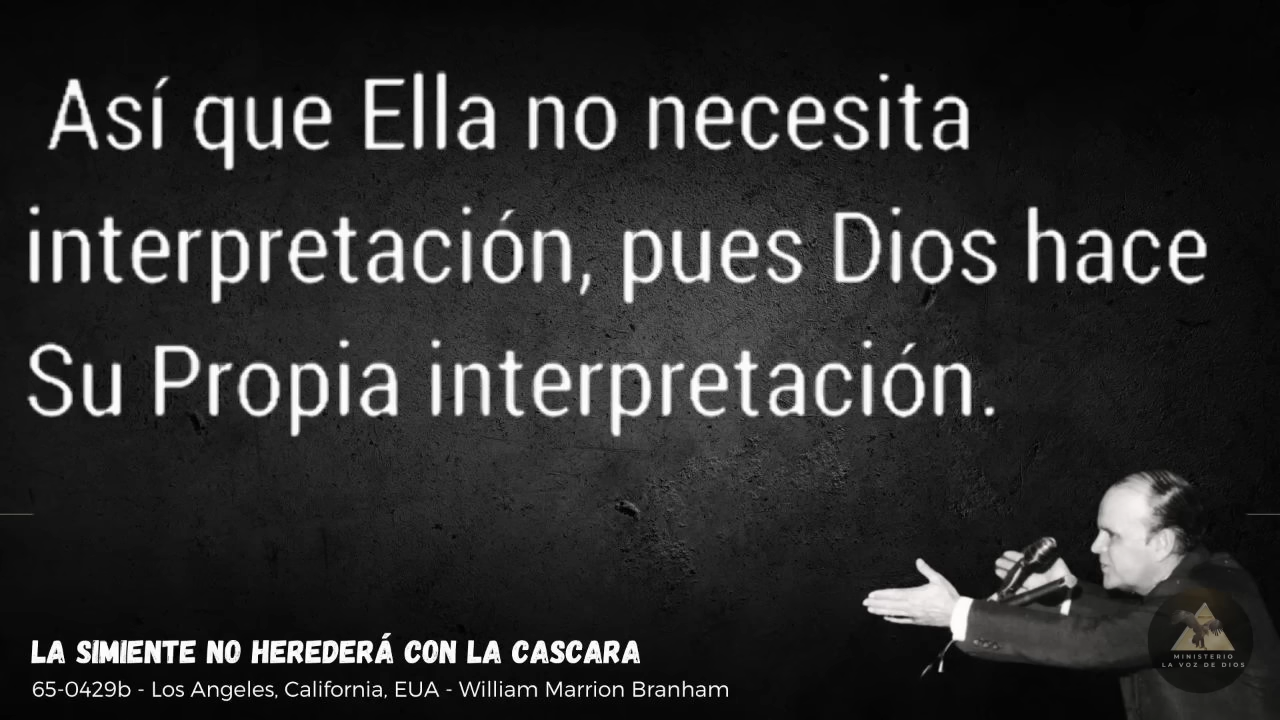 Así que Ella no necesita
interpretación, pues Dios hace
Su Propia interpretación.
LA SIMIENTE NO HEREDERÁ CON LA CASCARA
65-0429b - Los Angeles, California, EUA - William Marrion Branham
MINISTERIO
LA VOZ DE DIOS